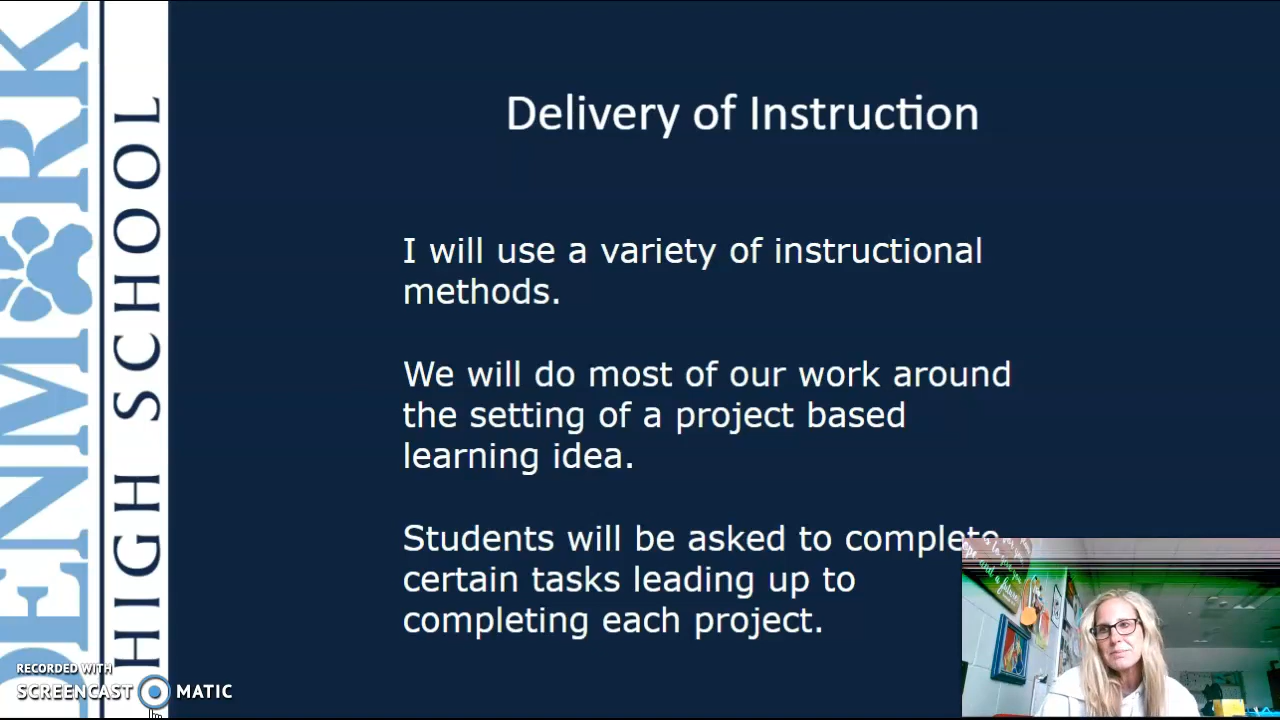 DENMARK
HIGH SCHOOL
Delivery of Instruction
I will use a variety of instructional
methods.
We will do most of our work around
the setting of a project based
learning idea.
Students will be asked to complete
certain tasks leading up to
completing each project.
and a future
RECORDED WITH
SCREENCAST MATIC